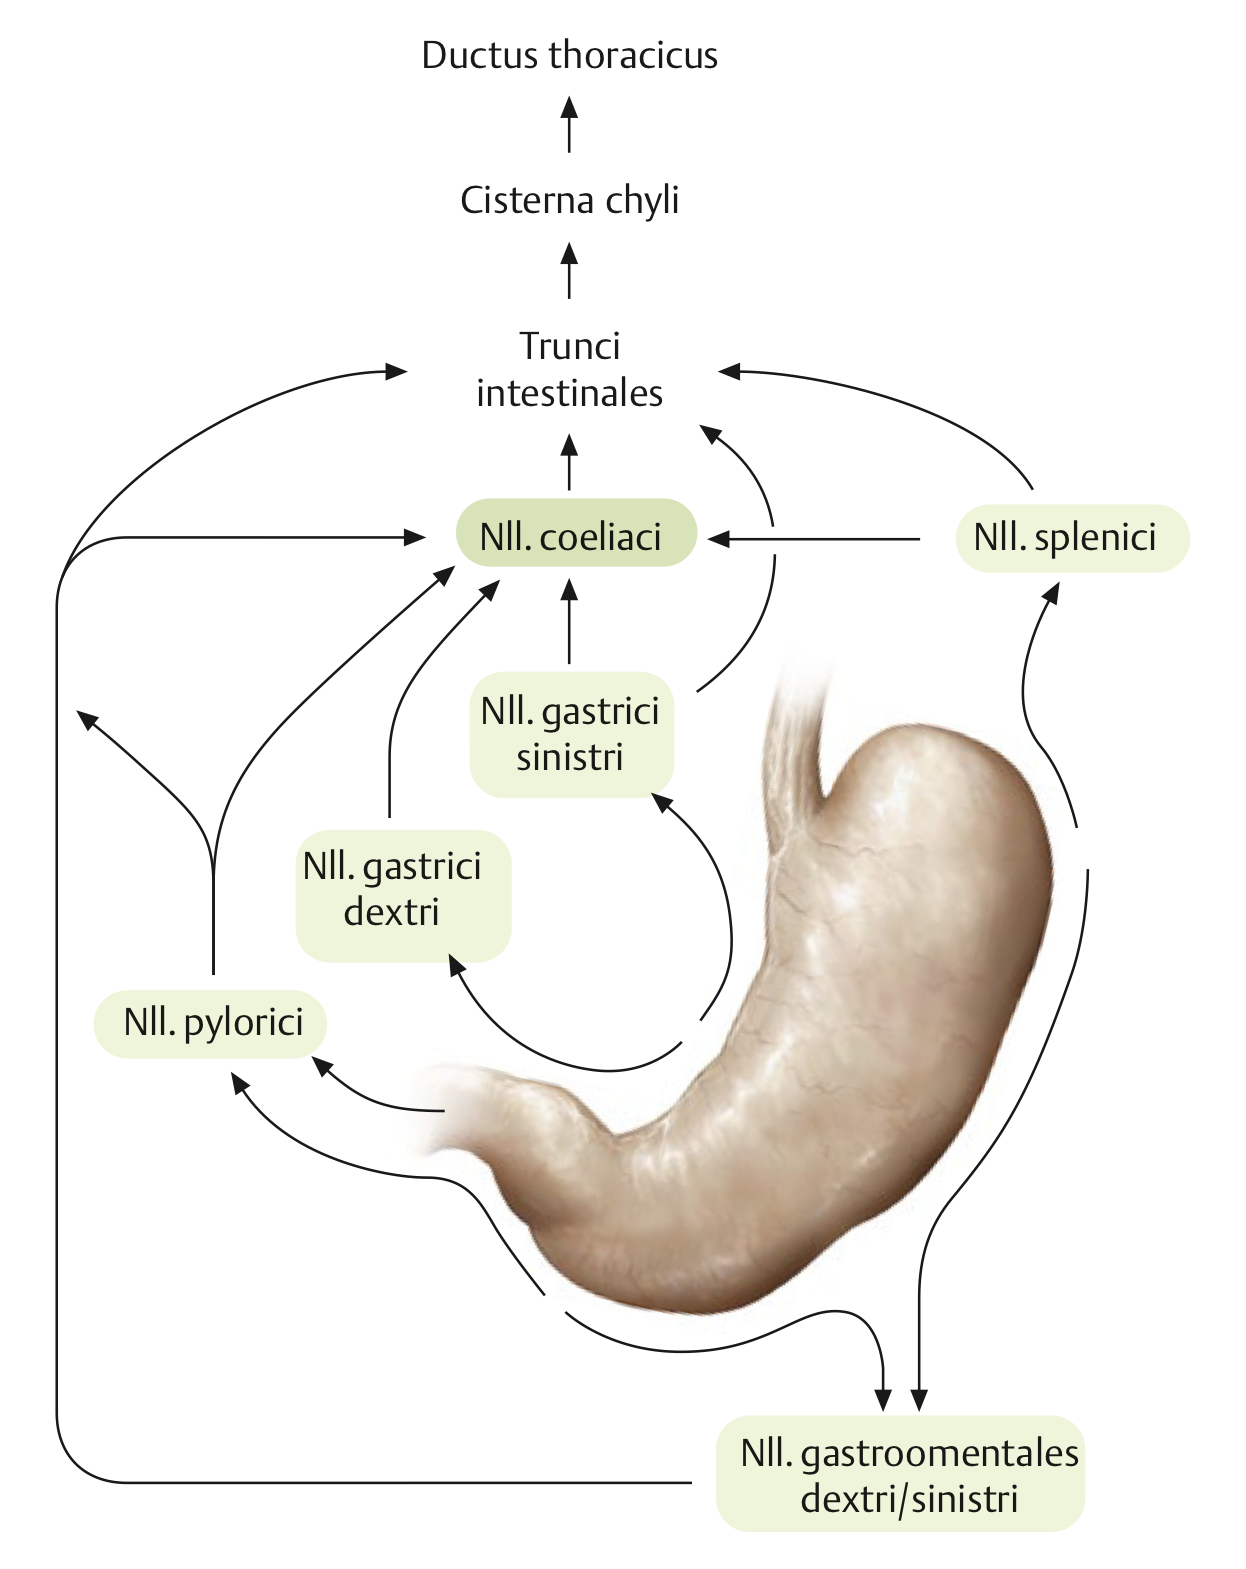 Ductus thoracicus
Cisterna chyli
Trunci
intestinales
Nll. coeliaci
Nll. splenici
Nll. gastrici
sinistri
Nll. gastrici
dextri
Nll. pylorici
Nll. gastroomentales
dextri/sinistri